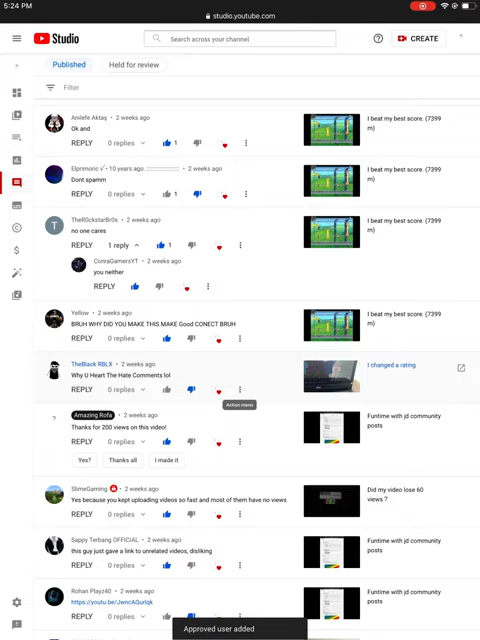 5:24 PM
studio.youtube.com
Studio
Search across your channel
CREATE
Published
Held for review
Filter
Anılefe Aktaş • 2 weeks ago
Ok and
REPLY 0 replies 1
I beat my best score. (7399 m)
Elprimoric √ • 10 years ago. • 2 weeks ago
Dont spamm
REPLY 0 replies 1
I beat my best score. (7399 m)
T
TheR0ckstarBr0s • 2 weeks ago
no one cares
REPLY 1 reply 1
I beat my best score. (7399 m)
ConraGamersYT • 2 weeks ago
you neither
REPLY
Yellow • 2 weeks ago
BRUH WHY DID YOU MAKE THIS MAKE Good CONECT BRUH
REPLY 0 replies
I beat my best score. (7399 m)
TheBlack RBLX • 2 weeks ago
Why U Heart The Hate Comments lol
REPLY 0 replies
I changed a rating
Action menu
Amazing Rofa • 2 weeks ago
Thanks for 200 views on this video!
REPLY 0 replies
Yes? Thanks all I made it
Funtime with jd community posts
SlimeGaming • 2 weeks ago
Yes because you kept uploading videos so fast and most of them have no views
REPLY 0 replies
Did my video lose 60 views ?
Sappy Terbang OFFICIAL • 2 weeks ago
this guy just gave a link to unrelated videos, disliking
REPLY 0 replies
Funtime with jd community posts
Rohan Playz40 • 2 weeks ago
https://youtu.be/JwncAQurIqk
REPLY 0 replies
Funtime with jd community posts
Approved user added